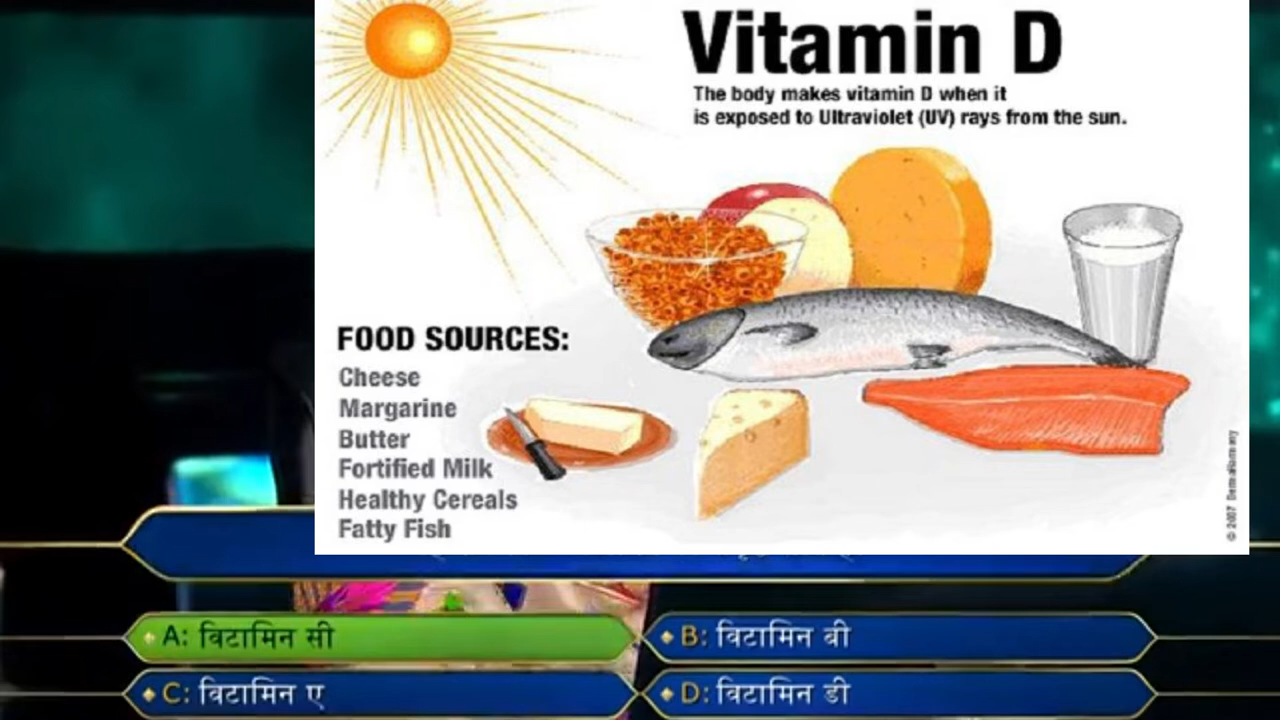 Vitamin D
The body makes vitamin D when it
is exposed to Ultraviolet (UV) rays from the sun.
FOOD SOURCES:
Cheese
Margarine
Butter
Fortified Milk
Healthy Cereals
Fatty Fish
A: विटामिन सी
B: विटामिन बी
C: विटामिन ए
D: विटामिन डी